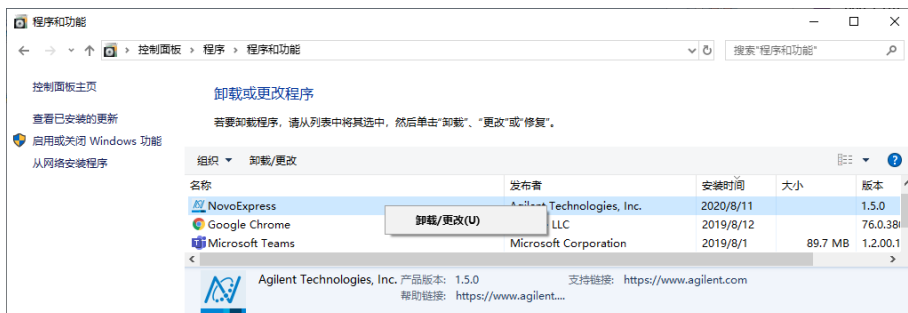 程序和功能
控制面板 › 程序 › 程序和功能
搜索"程序和功能"
控制面板主页
查看已安装的更新
启用或关闭 Windows 功能
从网络安装程序
卸载或更改程序
若要卸载程序，请从列表中将其选中，然后单击“卸载”、“更改”或“修复”。
组织 卸载/更改
名称 发布者 安装时间 大小 版本
NovoExpress Technologies, Inc. 2020/8/11 1.5.0
Google Chrome LLC 2019/8/12
卸载/更改(U)
Microsoft Teams Microsoft Corporation 2019/8/1 89.7 MB 1.2.00.1
Agilent Technologies, Inc. 产品版本: 1.5.0 支持链接: https://www.agilent.com
帮助链接: https://www.agilent....